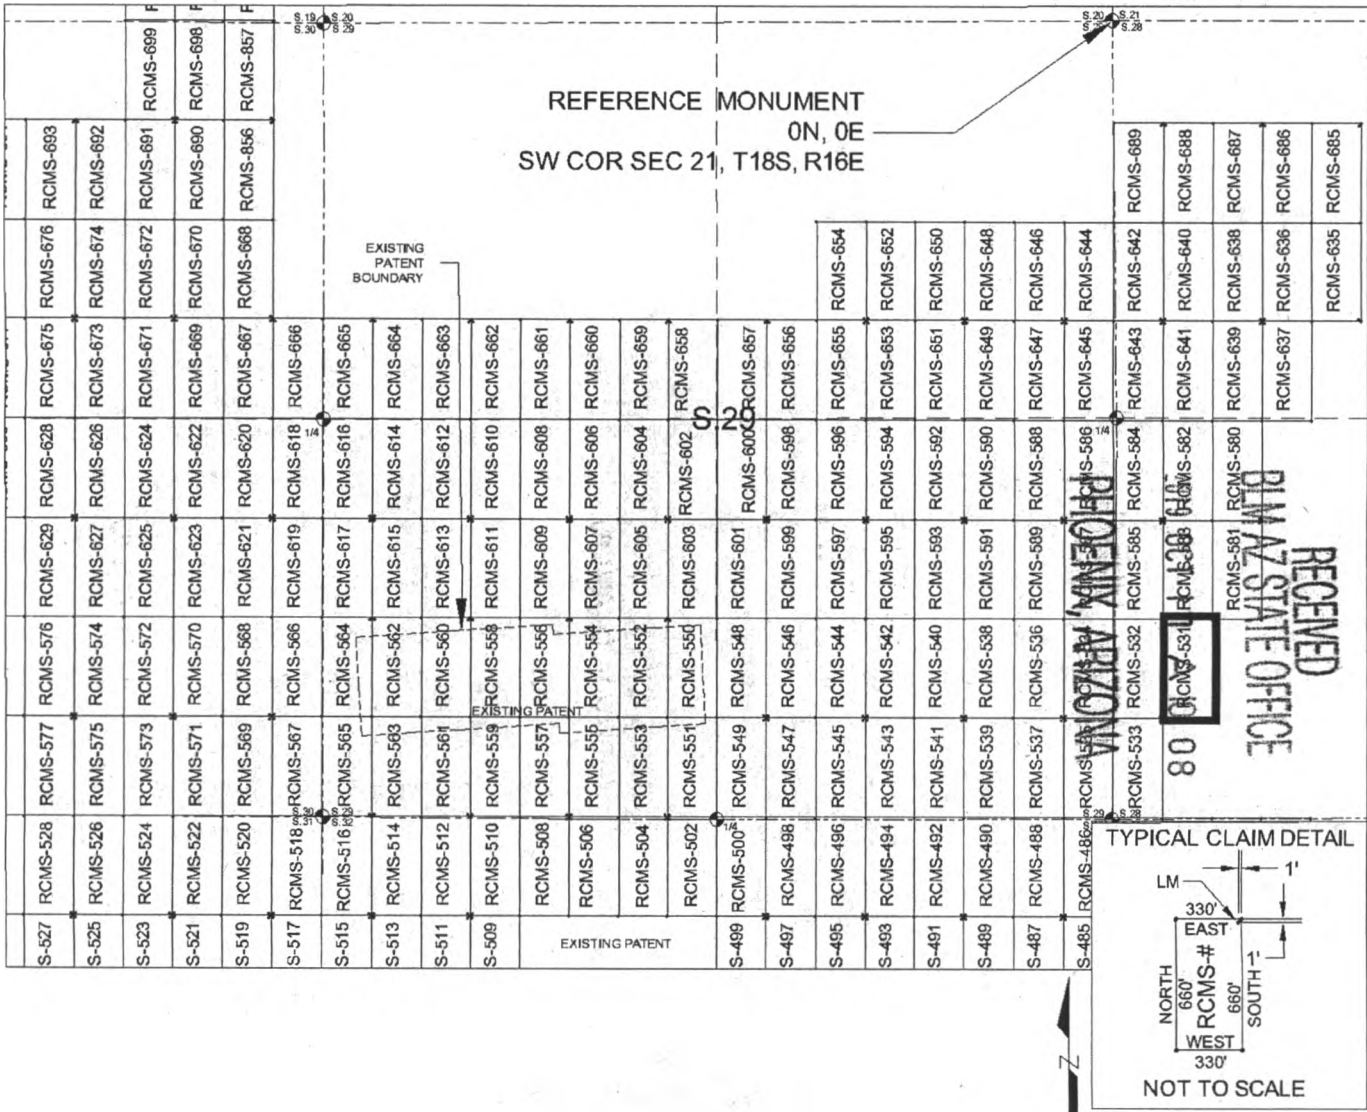 S.19 S.20
S.30 S.29
S.20 S.21
S.28
RCMS-699
RCMS-698
RCMS-857
REFERENCE MONUMENT
0N, 0E
SW COR SEC 21, T18S, R16E
RCMS-693
RCMS-692
RCMS-691
RCMS-690
RCMS-856
RCMS-689
RCMS-688
RCMS-687
RCMS-686
RCMS-685
EXISTING
PATENT
BOUNDARY
RCMS-676
RCMS-674
RCMS-672
RCMS-670
RCMS-668
RCMS-654
RCMS-652
RCMS-650
RCMS-648
RCMS-646
RCMS-644
RCMS-642
RCMS-640
RCMS-638
RCMS-636
RCMS-635
RCMS-675
RCMS-673
RCMS-671
RCMS-669
RCMS-667
RCMS-666
RCMS-665
RCMS-664
RCMS-663
RCMS-662
RCMS-661
RCMS-660
RCMS-659
RCMS-658
RCMS-657
RCMS-656
RCMS-655
RCMS-653
RCMS-651
RCMS-649
RCMS-647
RCMS-645
RCMS-643
RCMS-641
RCMS-639
RCMS-637
S.29
1/4
1/4
RCMS-628
RCMS-626
RCMS-624
RCMS-622
RCMS-620
RCMS-618
RCMS-616
RCMS-614
RCMS-612
RCMS-610
RCMS-608
RCMS-606
RCMS-604
RCMS-602
RCMS-600
RCMS-598
RCMS-596
RCMS-594
RCMS-592
RCMS-590
RCMS-588
RCMS-586
RCMS-584
RCMS-582
RCMS-580
RCMS-629
RCMS-627
RCMS-625
RCMS-623
RCMS-621
RCMS-619
RCMS-617
RCMS-615
RCMS-613
RCMS-611
RCMS-609
RCMS-607
RCMS-605
RCMS-603
RCMS-601
RCMS-599
RCMS-597
RCMS-595
RCMS-593
RCMS-591
RCMS-589
RCMS-585
RCMS-581
RCMS-576
RCMS-574
RCMS-572
RCMS-570
RCMS-568
RCMS-566
RCMS-564
RCMS-562
RCMS-560
RCMS-558
RCMS-556
RCMS-554
RCMS-552
RCMS-550
RCMS-548
RCMS-546
RCMS-544
RCMS-542
RCMS-540
RCMS-538
RCMS-536
RCMS-532
RCMS-531
EXISTING PATENT
RCMS-577
RCMS-575
RCMS-573
RCMS-571
RCMS-569
RCMS-567
RCMS-565
RCMS-563
RCMS-561
RCMS-559
RCMS-557
RCMS-555
RCMS-553
RCMS-551
RCMS-549
RCMS-547
RCMS-545
RCMS-543
RCMS-541
RCMS-539
RCMS-537
RCMS-533
RECEIVED
BLM AZ STATE OFFICE
PHOENIX, ARIZONA
S.30 S.29
S.31 S.32
1/4
S.29 S.28
RCMS-528
RCMS-526
RCMS-524
RCMS-522
RCMS-520
RCMS-518
RCMS-516
RCMS-514
RCMS-512
RCMS-510
RCMS-508
RCMS-506
RCMS-504
RCMS-502
RCMS-500
RCMS-498
RCMS-496
RCMS-494
RCMS-492
RCMS-490
RCMS-488
RCMS-486
S-527
S-525
S-523
S-521
S-519
S-517
S-515
S-513
S-511
S-509
EXISTING PATENT
S-499
S-497
S-495
S-493
S-491
S-489
S-487
S-485
N
TYPICAL CLAIM DETAIL
LM
1'
330'
EAST
1'
NORTH
660'
RCMS-#
660'
SOUTH
WEST
330'
NOT TO SCALE